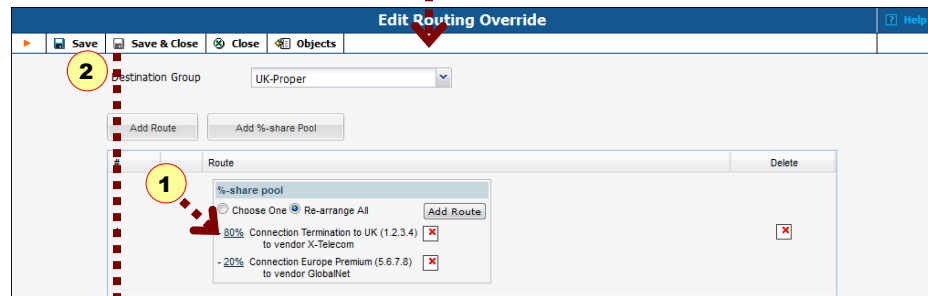 Edit Routing Override
? Help
Save Save & Close Close Objects
2
Destination Group UK-Proper
Add Route Add %-share Pool
# Route Delete
1
%-share pool
Choose One Re-arrange All Add Route
- 80% Connection Termination to UK (1.2.3.4)
to vendor X-Telecom
- 20% Connection Europe Premium (5.6.7.8)
to vendor GlobalNet